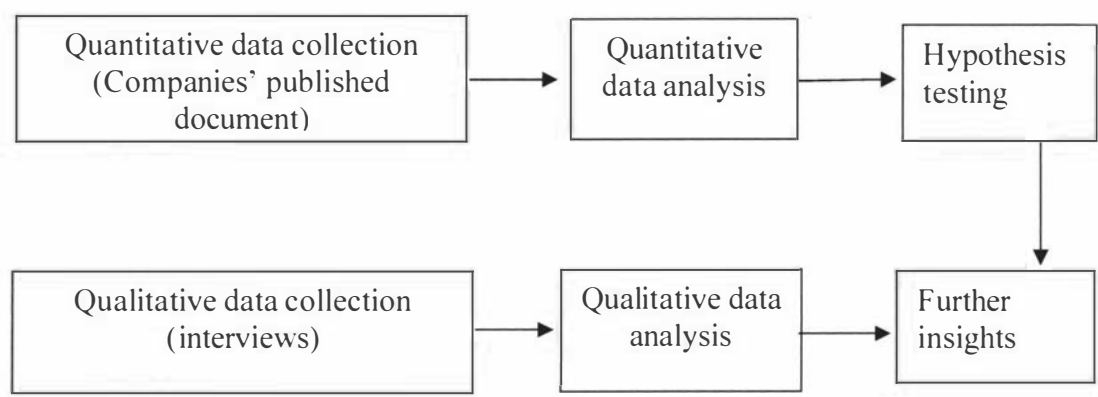 Quantitative data collection
(Companies’ published
document)
Quantitative
data analysis
Hypothesis
testing
Qualitative data collection
(interviews)
Qualitative data
analysis
Further
insights